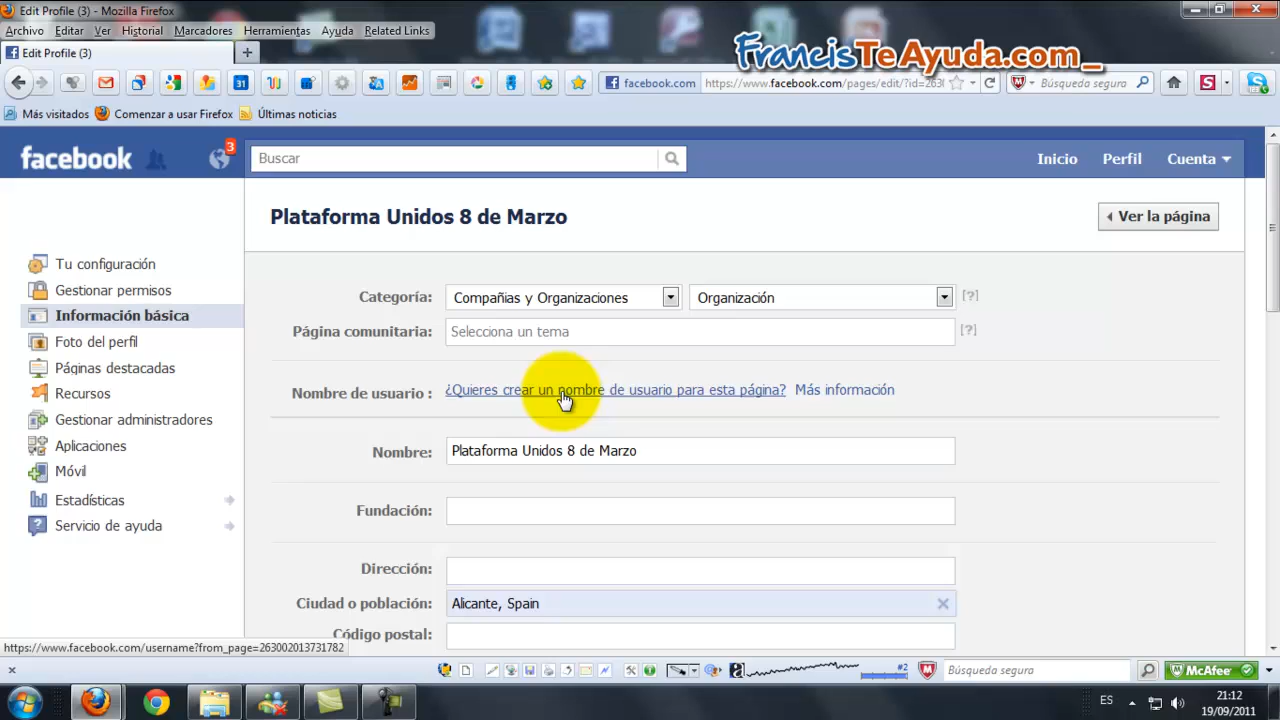 Edit Profile (3) - Mozilla Firefox
Archivo Editar Ver Historial Marcadores Herramientas Ayuda Related Links
FrancisTeAyuda.com_
Edit Profile (3)
facebook.com https://www.facebook.com/pages/edit/?id=2630 Búsqueda segura
Más visitados Comenzar a usar Firefox Últimas noticias
facebook 3 Buscar Inicio Perfil Cuenta
Plataforma Unidos 8 de Marzo
Ver la página
Tu configuración
Gestionar permisos
Información básica
Foto del perfil
Páginas destacadas
Recursos
Gestionar administradores
Aplicaciones
Móvil
Estadísticas
Servicio de ayuda
Categoría: Compañias y Organizaciones Organización [?]
Página comunitaria: Selecciona un tema [?]
Nombre de usuario : ¿Quieres crear un nombre de usuario para esta página? Más información
Nombre: Plataforma Unidos 8 de Marzo
Fundación:
Dirección:
Ciudad o población: Alicante, Spain
Código postal:
https://www.facebook.com/username?from_page=263002013731782
#2 Búsqueda segura McAfee
ES 21:12
19/09/2011